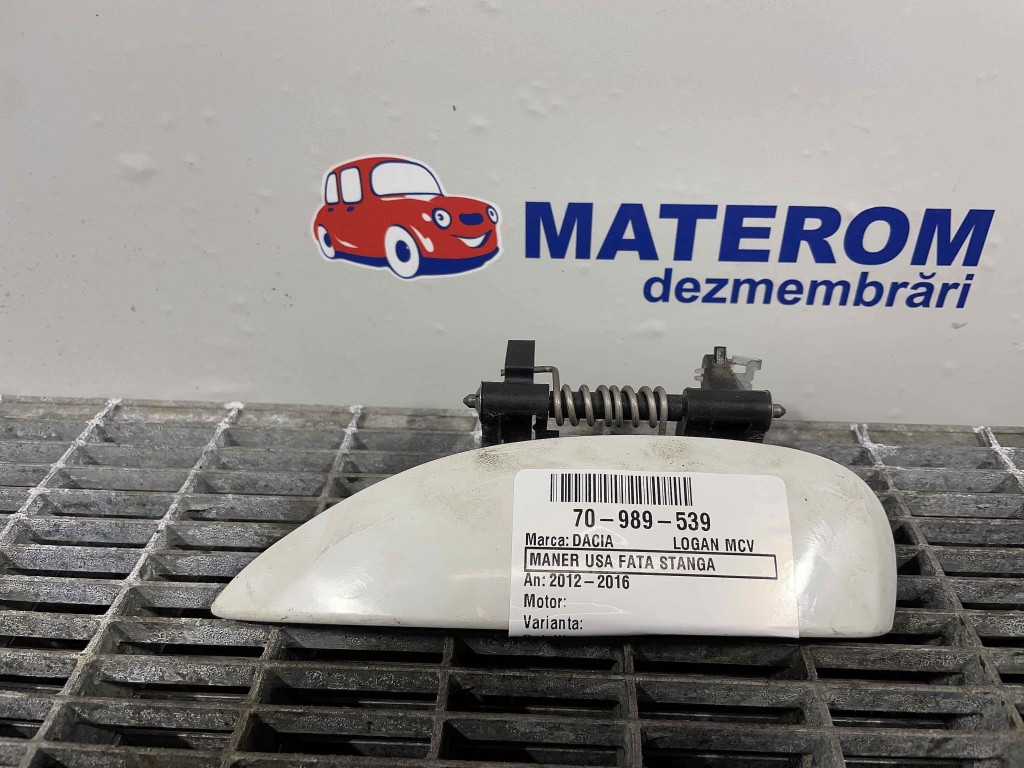 MATEROM
dezmembrări
70-989-539
Marca: DACIA LOGAN MCV
MANER USA FATA STANGA
An: 2012-2016
Motor:
Varianta: